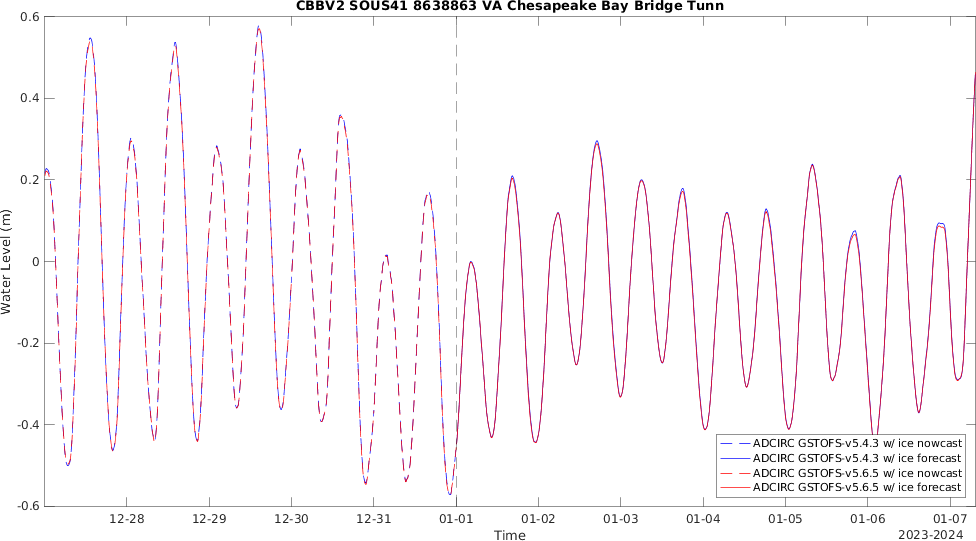 CBBV2 SOUS41 8638863 VA Chesapeake Bay Bridge Tunn
Water Level (m)
0.6
0.4
0.2
0
-0.2
-0.4
-0.6
12-28
12-29
12-30
12-31
01-01
01-02
01-03
01-04
01-05
01-06
01-07
Time
2023-2024
ADCIRC GSTOFS-v5.4.3 w/ ice nowcast
ADCIRC GSTOFS-v5.4.3 w/ ice forecast
ADCIRC GSTOFS-v5.6.5 w/ ice nowcast
ADCIRC GSTOFS-v5.6.5 w/ ice forecast